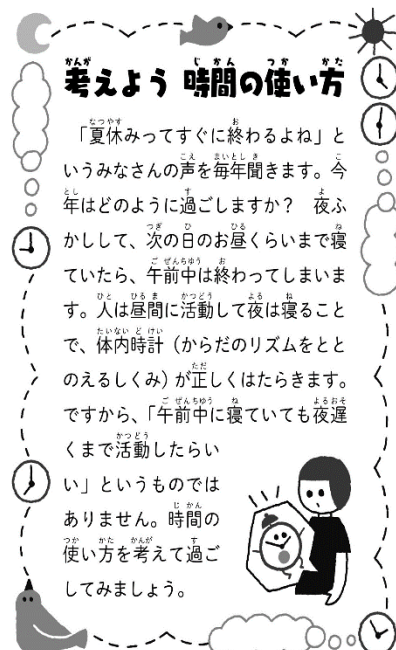 考えよう 時間の使い方
「夏休みってすぐに終わるよね」と
いうみなさんの声を毎年聞きます。今
年はどのように過ごしますか？　夜ふ
かしして、次の日のお昼くらいまで寝
ていたら、午前中は終わってしまいま
す。人は昼間に活動して夜は寝ること
で、体内時計（からだのリズムをとと
のえるしくみ）が正しくはたらきます。
ですから、「午前中に寝ていても夜遅
くまで活動したらい
い」というものでは
ありません。時間の
使い方を考えて過ご
してみましょう。